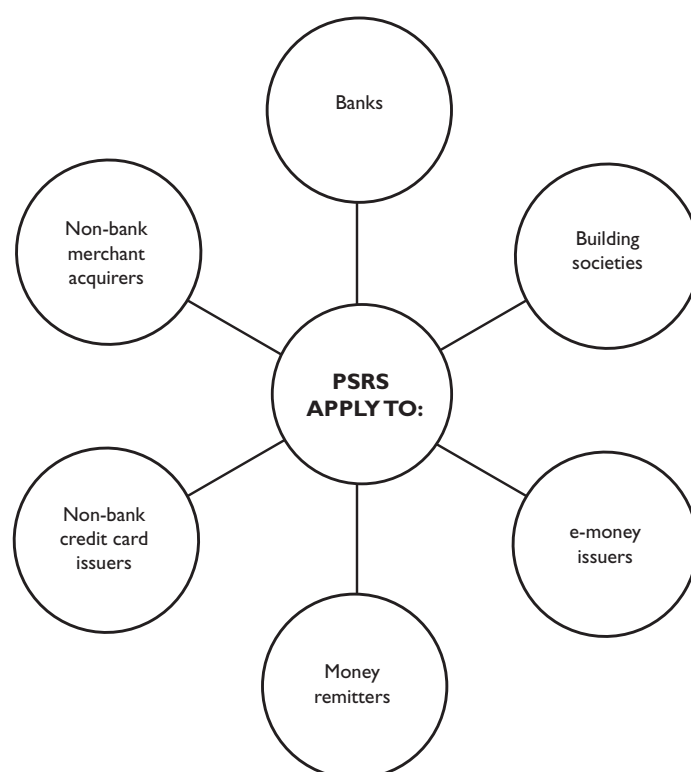 Banks
Non-bank
merchant
acquirers
Building
societies
PSRS
APPLY TO:
Non-bank
credit card
issuers
e-money
issuers
Money
remitters